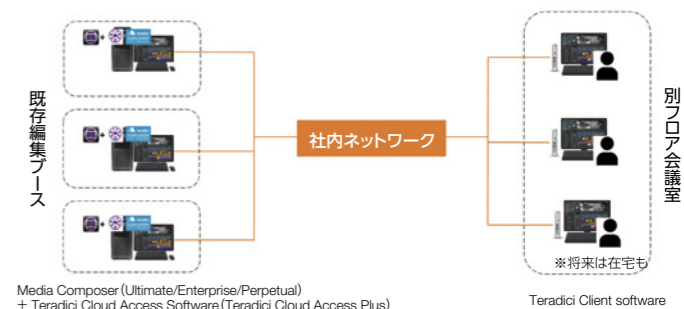 既存編集ブース
社内ネットワーク
別フロア会議室
※将来は在宅も
Media Composer(Ultimate/Enterprise/Perpetual)
+ Teradici Cloud Access Software(Teradici Cloud Access Plus)
Teradici Client software